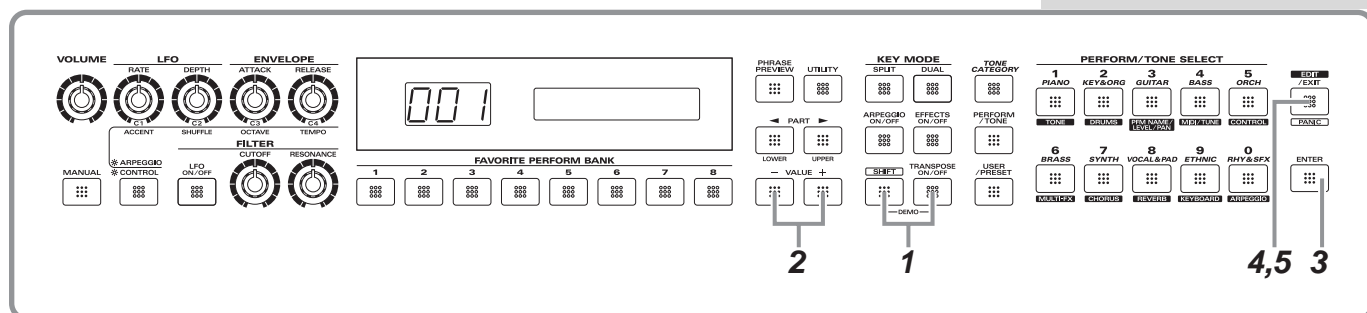 VOLUME
LFO
ENVELOPE
RATE DEPTH ATTACK RELEASE
C1 C2 C3 C4
ACCENT SHUFFLE OCTAVE TEMPO
FILTER
CUTOFF RESONANCE
MANUAL
ARPEGGIO
CONTROL
LFO
ON/OFF
001
FAVORITE PERFORM BANK
1 2 3 4 5 6 7 8
PHRASE
PREVIEW
UTILITY
◄ PART ►
LOWER UPPER
– VALUE +
2
KEY MODE
SPLIT DUAL
ARPEGGIO
ON/OFF
EFFECTS
ON/OFF
SHIFT
TRANSPOSE
ON/OFF
DEMO
1
TONE
CATEGORY
PERFORM
/TONE
USER
/PRESET
PERFORM/TONE SELECT
1 2 3 4 5
PIANO KEY&ORG GUITAR BASS ORCH
TONE DRUMS PFM NAME/
LEVEL/PAN MIDI/TUNE CONTROL
6 7 8 9 0
BRASS SYNTH VOCAL&PAD ETHNIC RHY&SFX
MULTI-FX CHORUS REVERB KEYBOARD ARPEGGIO
EDIT
/EXIT
PANIC
ENTER
4,5 3